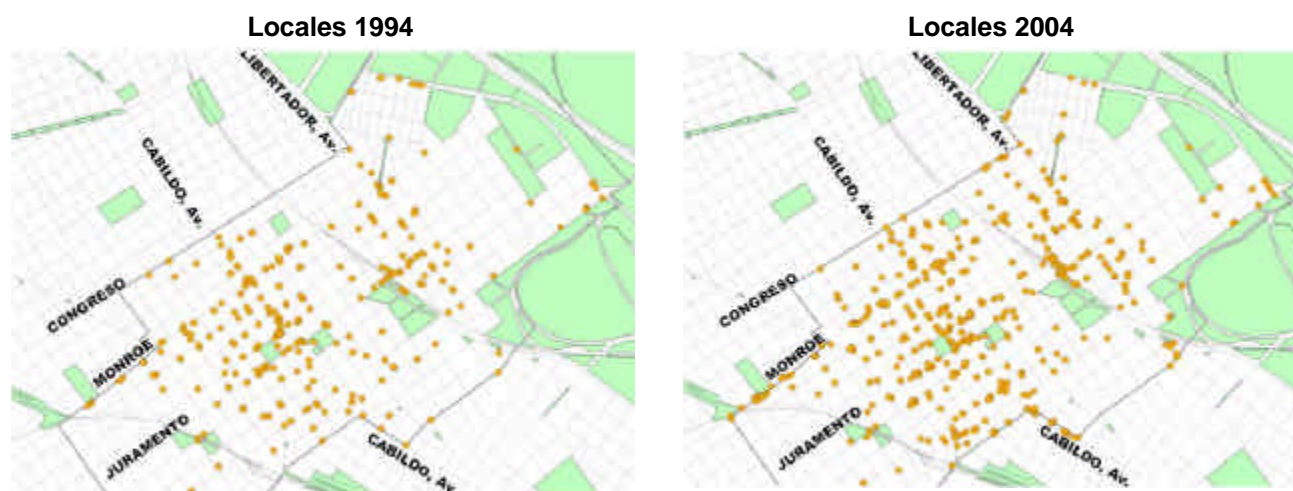 Locales 1994
Locales 2004
LIBERTADOR, Av.
CABILDO, Av.
CONGRESO
MONROE
JURAMENTO
CABILDO, Av.
LIBERTADOR, Av.
CABILDO, Av.
CONGRESO
MONROE
JURAMENTO
CABILDO, Av.